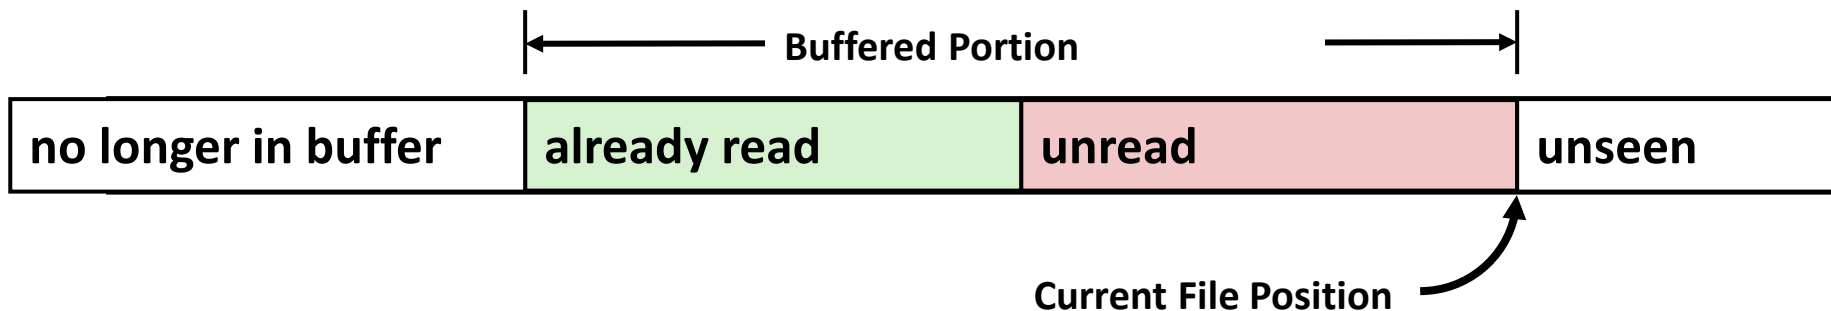 Buffered Portion
no longer in buffer
already read
unread
unseen
Current File Position